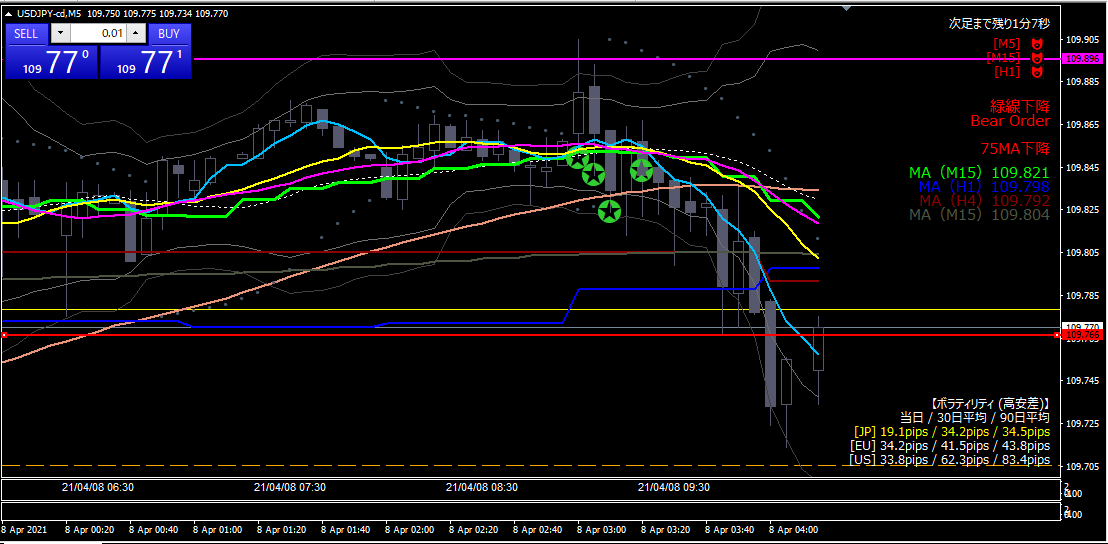 USDJPY-cd,M5 109.750 109.775 109.734 109.770
SELL 0.01 BUY
109 77 0 109 77 1
次足まで残り1分7秒
[M5]
[M15]
[H1]
緑線下降
Bear Order
75MA下降
MA (M15) 109.821
MA (H1) 109.798
MA (H4) 109.792
MA (M15) 109.804
109.905
109.896
109.885
109.865
109.845
109.825
109.805
109.785
109.770
109.766
109.745
109.725
109.705
【ボラティリティ (高安差)】
当日 / 30日平均 / 90日平均
[JP] 19.1pips / 34.2pips / 34.5pips
[EU] 34.2pips / 41.5pips / 43.8pips
[US] 33.8pips / 62.3pips / 83.4pips
21/04/08 06:30 21/04/08 07:30 21/04/08 08:30 21/04/08 09:30
8 Apr 2021 8 Apr 00:20 8 Apr 00:40 8 Apr 01:00 8 Apr 01:20 8 Apr 01:40 8 Apr 02:00 8 Apr 02:20 8 Apr 02:40 8 Apr 03:00 8 Apr 03:20 8 Apr 03:40 8 Apr 04:00